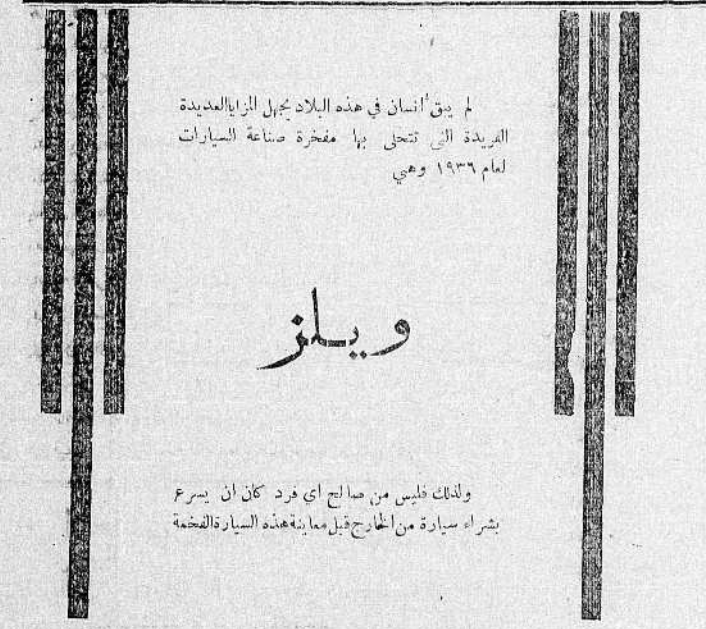 لم يبق انسان في هذه البلاد يجهل المزايا العديدة
الفريدة التي تتحلى بها مفخرة صناعة السيارات
لعام ١٩٣٦ وهي
ويلز
ولذلك فليس من صالح اي فرد كان ان يسرع
بشراء سيارة من الخارج قبل معاينة هذه السيارة الفخمة